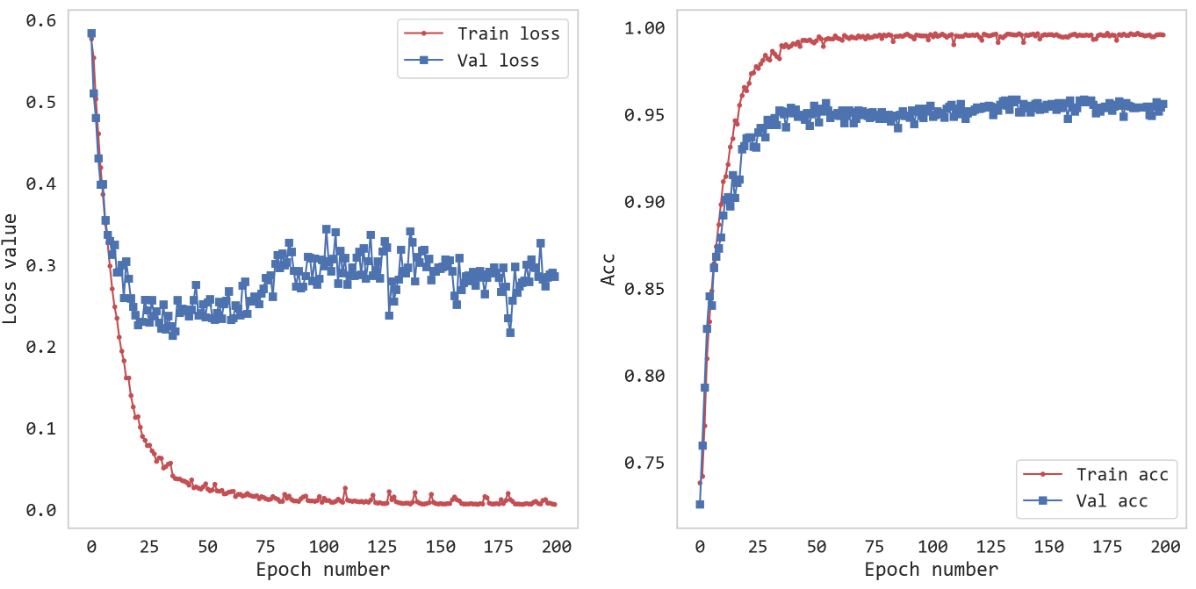 0.6
0.5
0.4
0.3
0.2
0.1
0.0
Loss value
Train loss
Val loss
0 25 50 75 100 125 150 175 200
Epoch number
1.00
0.95
0.90
0.85
0.80
0.75
Acc
Train acc
Val acc
0 25 50 75 100 125 150 175 200
Epoch number